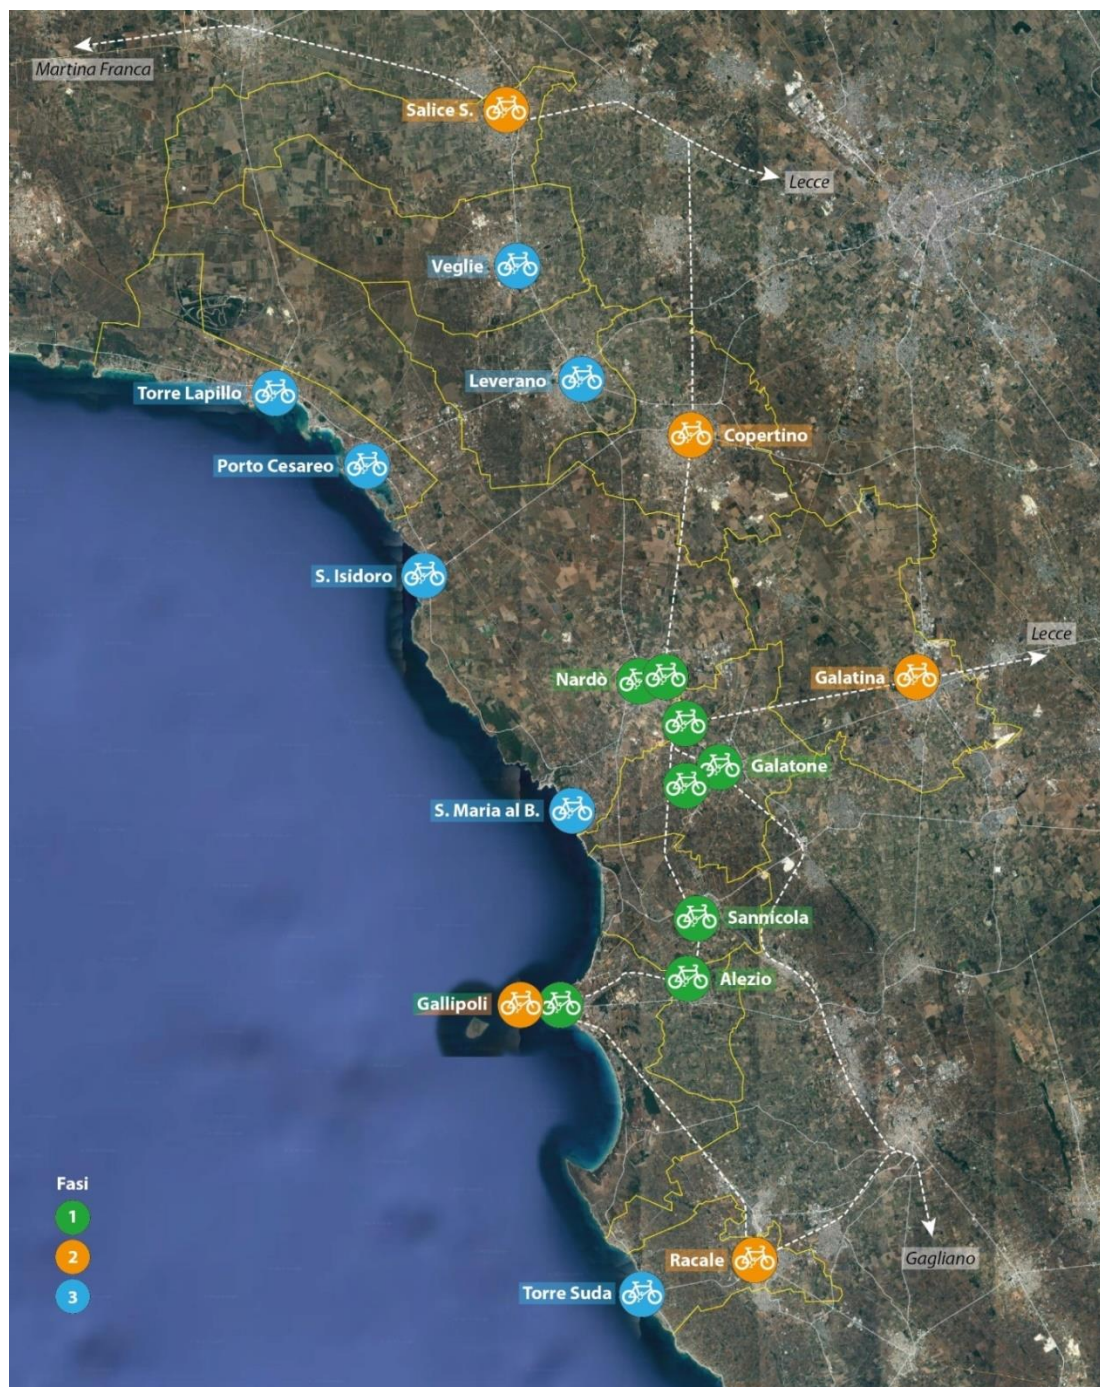 Martina Franca
Salice S.
Lecce
Veglie
Leverano
Torre Lapillo
Copertino
Porto Cesareo
S. Isidoro
Lecce
Nardò
Galatina
Galatone
S. Maria al B.
Sannicola
Alezio
Gallipoli
Fasi
1
2
3
Racale
Gagliano
Torre Suda